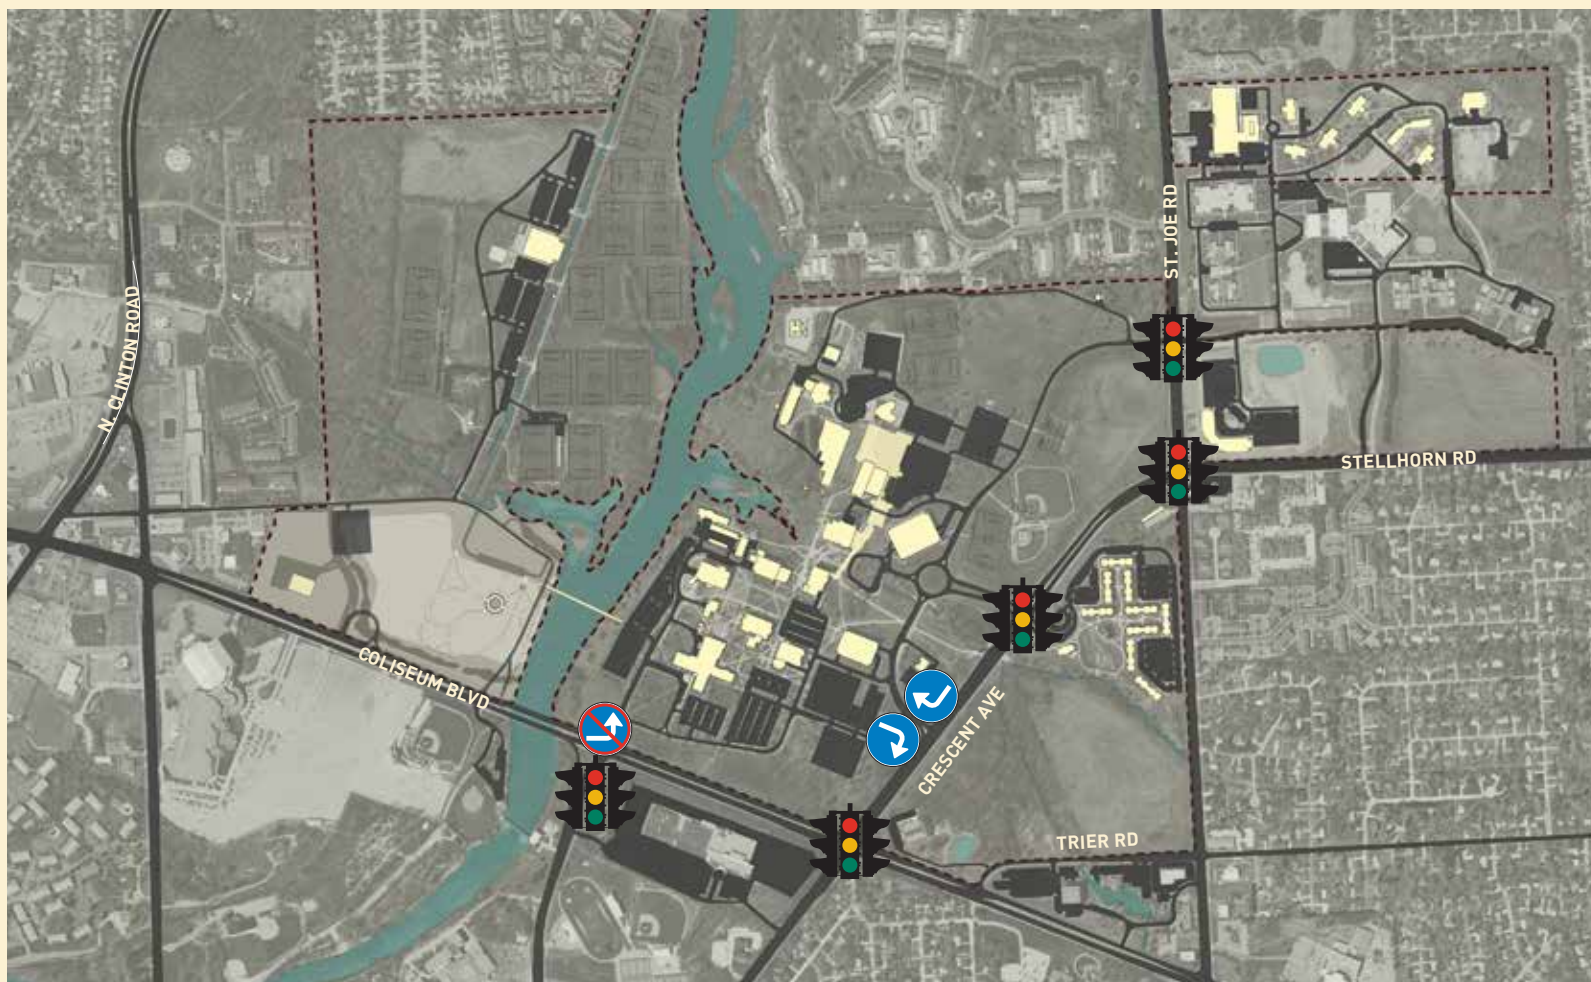 ST. JOE RD
N. CLINTON ROAD
STELLHORN RD
COLISEUM BLVD
CRESCENT AVE
TRIER RD